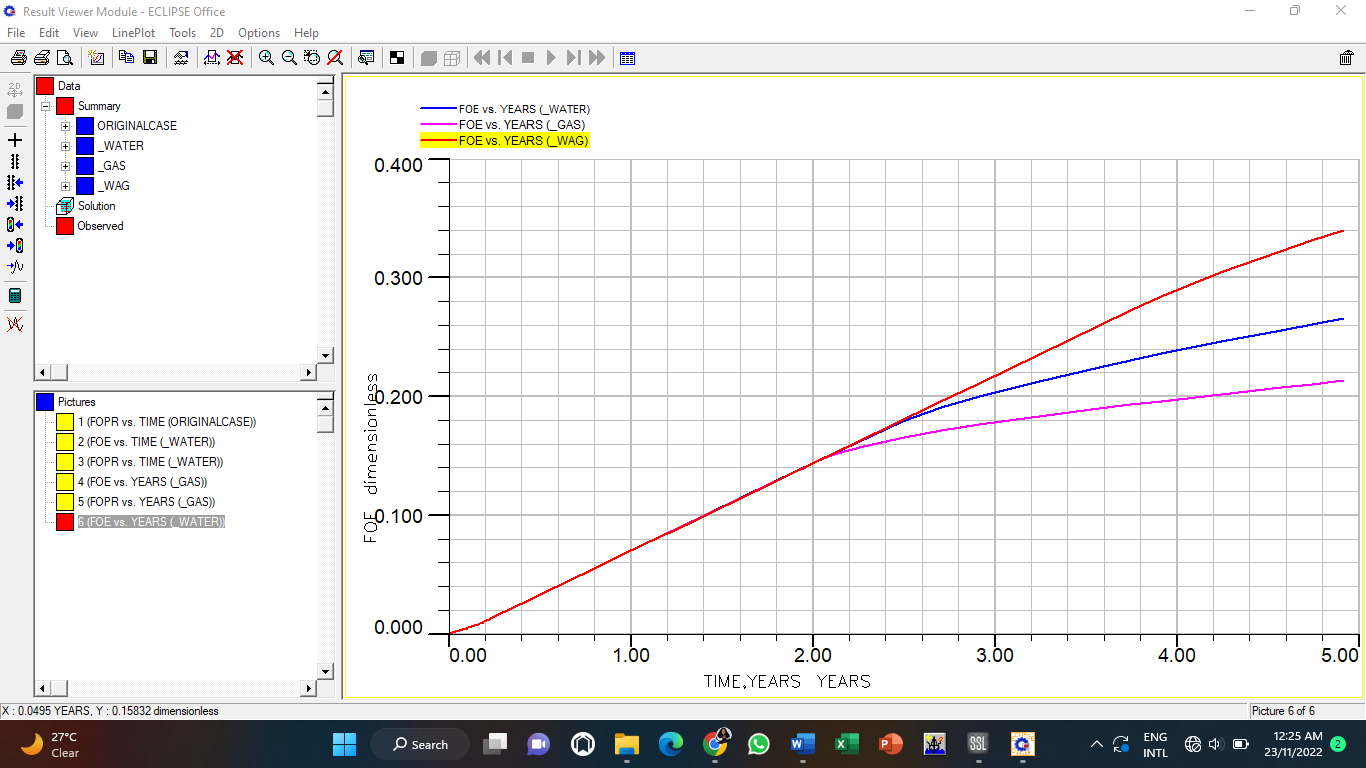 Result Viewer Module - ECLIPSE Office
File Edit View LinePlot Tools 2D Options Help
2D
Data
Summary
ORIGINALCASE
_WATER
_GAS
_WAG
Solution
Observed
Pictures
1 (FOPR vs. TIME (ORIGINALCASE))
2 (FOE vs. TIME (_WATER))
3 (FOPR vs. TIME (_WATER))
4 (FOE vs. YEARS (_GAS))
5 (FOPR vs. YEARS (_GAS))
6 (FOE vs. YEARS (_WATER))
FOE vs. YEARS (_WATER)
FOE vs. YEARS (_GAS)
FOE vs. YEARS (_WAG)
0.400
0.300
0.200
0.100
0.000
FOE dimensionless
0.00 1.00 2.00 3.00 4.00 5.00
TIME,YEARS YEARS
X : 0.0495 YEARS, Y : 0.15832 dimensionless
Picture 6 of 6
27°C
Clear
Search
SSL
ENG
INTL
12:25 AM
23/11/2022
2